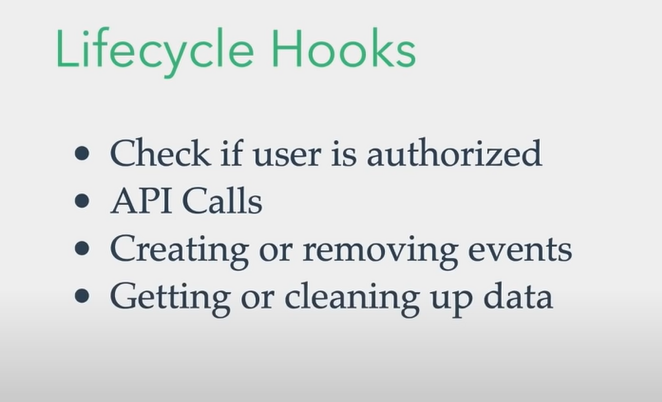 Lifecycle Hooks
• Check if user is authorized
• API Calls
• Creating or removing events
• Getting or cleaning up data